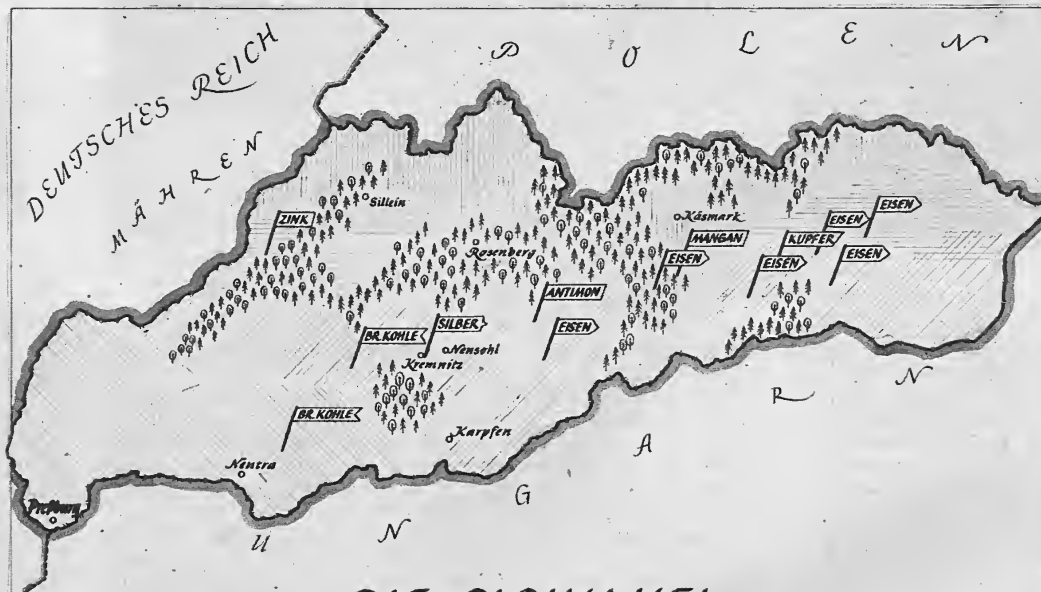 DEUTSCHES REICH
MÄHREN
POLEN
Sillein
ZINK
Käsmark
EISEN
EISEN
MANGAN
KUPFER
Rosenberg
EISEN
EISEN
EISEN
ANTIMON
SILBER
EISEN
BR. KOHLE
Neusohl
Kremnitz
BR. KOHLE
Karpfen
Neutra
Preßburg
UNGARN